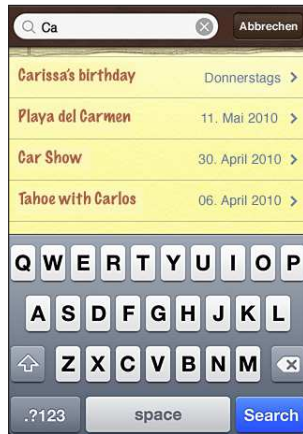 Ca Abbrechen
Carissa's birthday Donnerstags
Playa del Carmen 11. Mai 2010
Car Show 30. April 2010
Tahoe with Carlos 06. April 2010
Q W E R T Y U I O P
A S D F G H J K L
Z X C V B N M
.?123 space Search